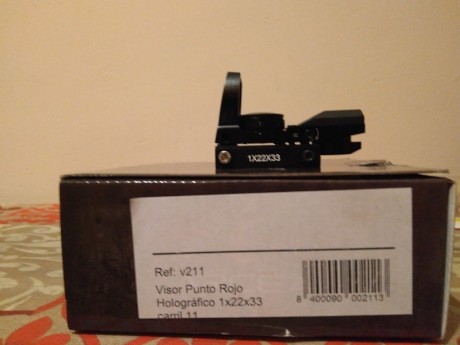 1X22X33
Ref: v211
Visor Punto Rojo
Holográfico 1x22x33
carril 11
8 400090 002113